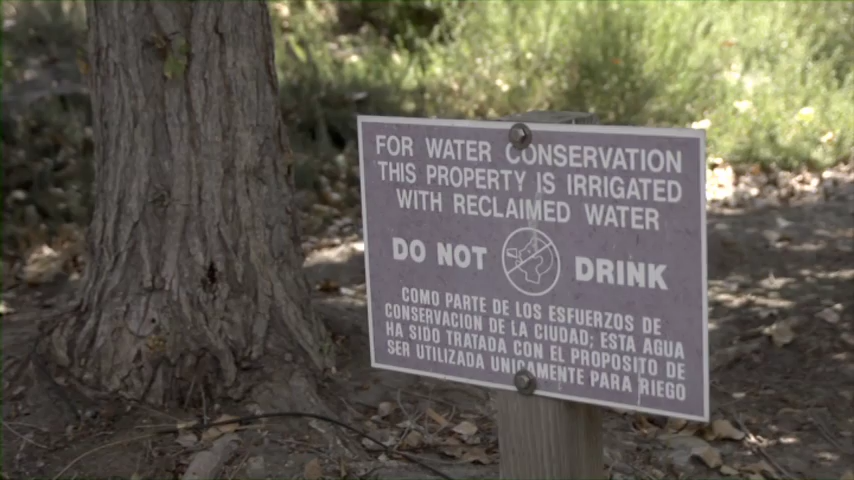 FOR WATER CONSERVATION
THIS PROPERTY IS IRRIGATED
WITH RECLAIMED WATER
DO NOT DRINK
COMO PARTE DE LOS ESFUERZOS DE
CONSERVACION DE LA CIUDAD; ESTA AGUA
HA SIDO TRATADA CON EL PROPOSITO DE
SER UTILIZADA UNICAMENTE PARA RIEGO